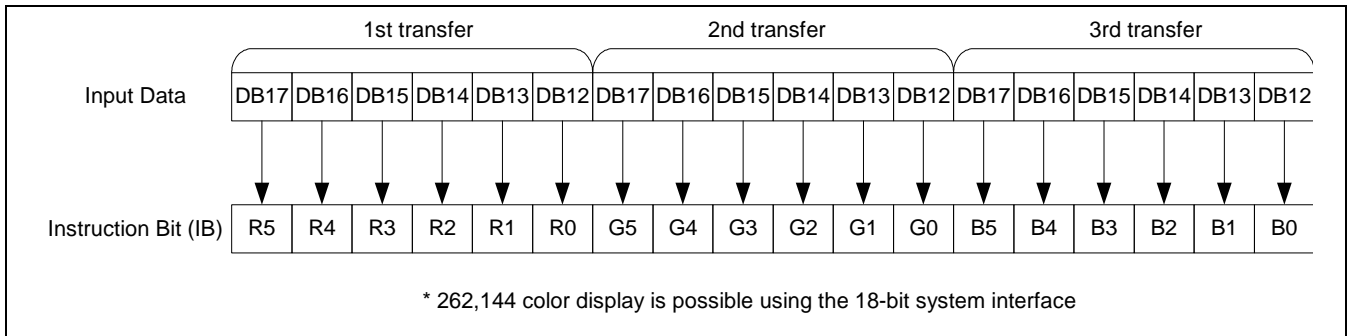 1st transfer 2nd transfer 3rd transfer
Input Data DB17 DB16 DB15 DB14 DB13 DB12 DB17 DB16 DB15 DB14 DB13 DB12 DB17 DB16 DB15 DB14 DB13 DB12
Instruction Bit (IB) R5 R4 R3 R2 R1 R0 G5 G4 G3 G2 G1 G0 B5 B4 B3 B2 B1 B0
* 262,144 color display is possible using the 18-bit system interface